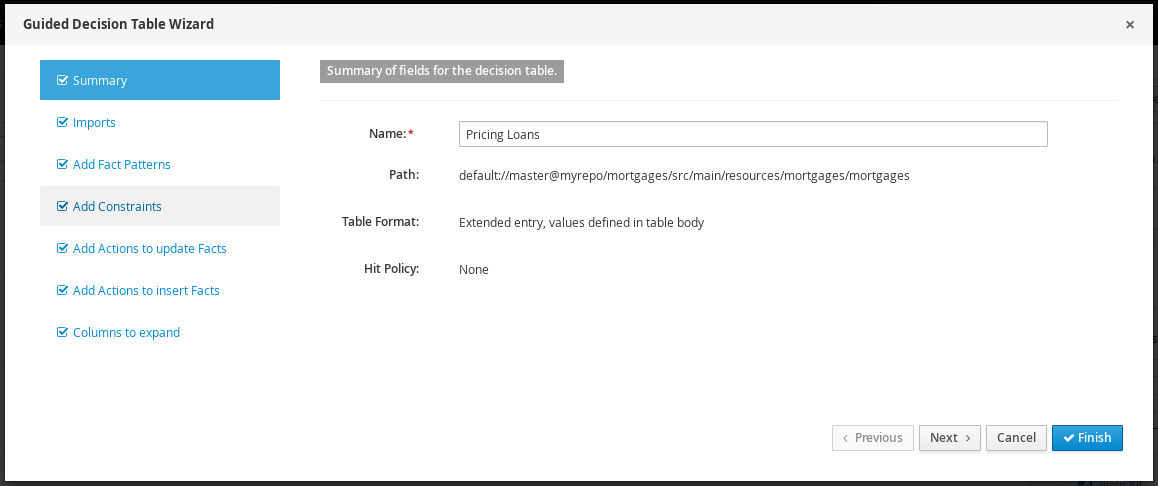 Guided Decision Table Wizard
×
Summary
Imports
Add Fact Patterns
Add Constraints
Add Actions to update Facts
Add Actions to insert Facts
Columns to expand
Summary of fields for the decision table.
Name:* Pricing Loans
Path: default://master@myrepo/mortgages/src/main/resources/mortgages/mortgages
Table Format: Extended entry, values defined in table body
Hit Policy: None
< Previous Next > Cancel Finish